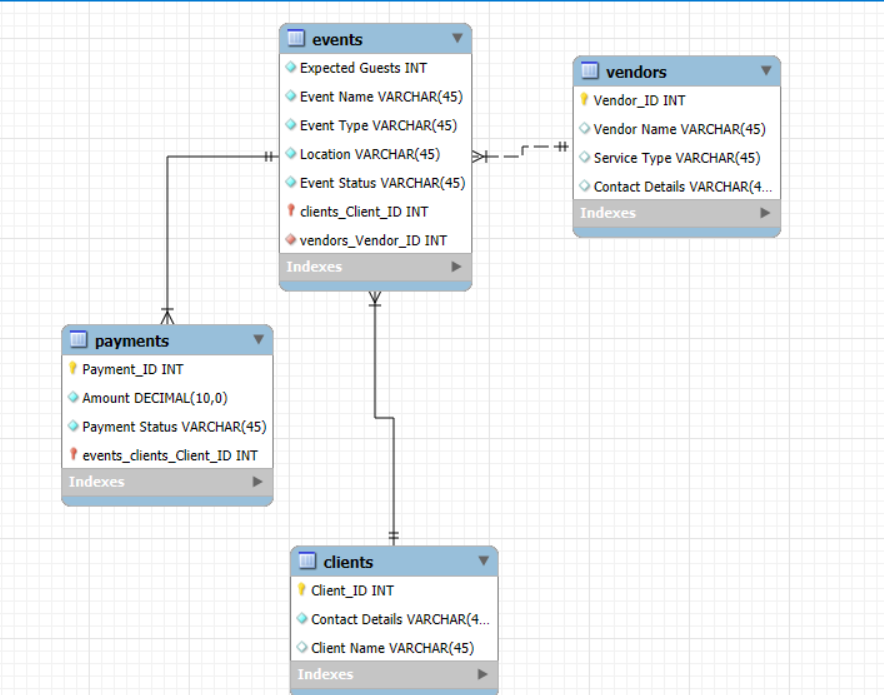 events
Expected Guests INT
Event Name VARCHAR(45)
Event Type VARCHAR(45)
Location VARCHAR(45)
Event Status VARCHAR(45)
clients_Client_ID INT
vendors_Vendor_ID INT
Indexes
vendors
Vendor_ID INT
Vendor Name VARCHAR(45)
Service Type VARCHAR(45)
Contact Details VARCHAR(4...
Indexes
payments
Payment_ID INT
Amount DECIMAL(10,0)
Payment Status VARCHAR(45)
events_clients_Client_ID INT
Indexes
clients
Client_ID INT
Contact Details VARCHAR(4...
Client Name VARCHAR(45)
Indexes